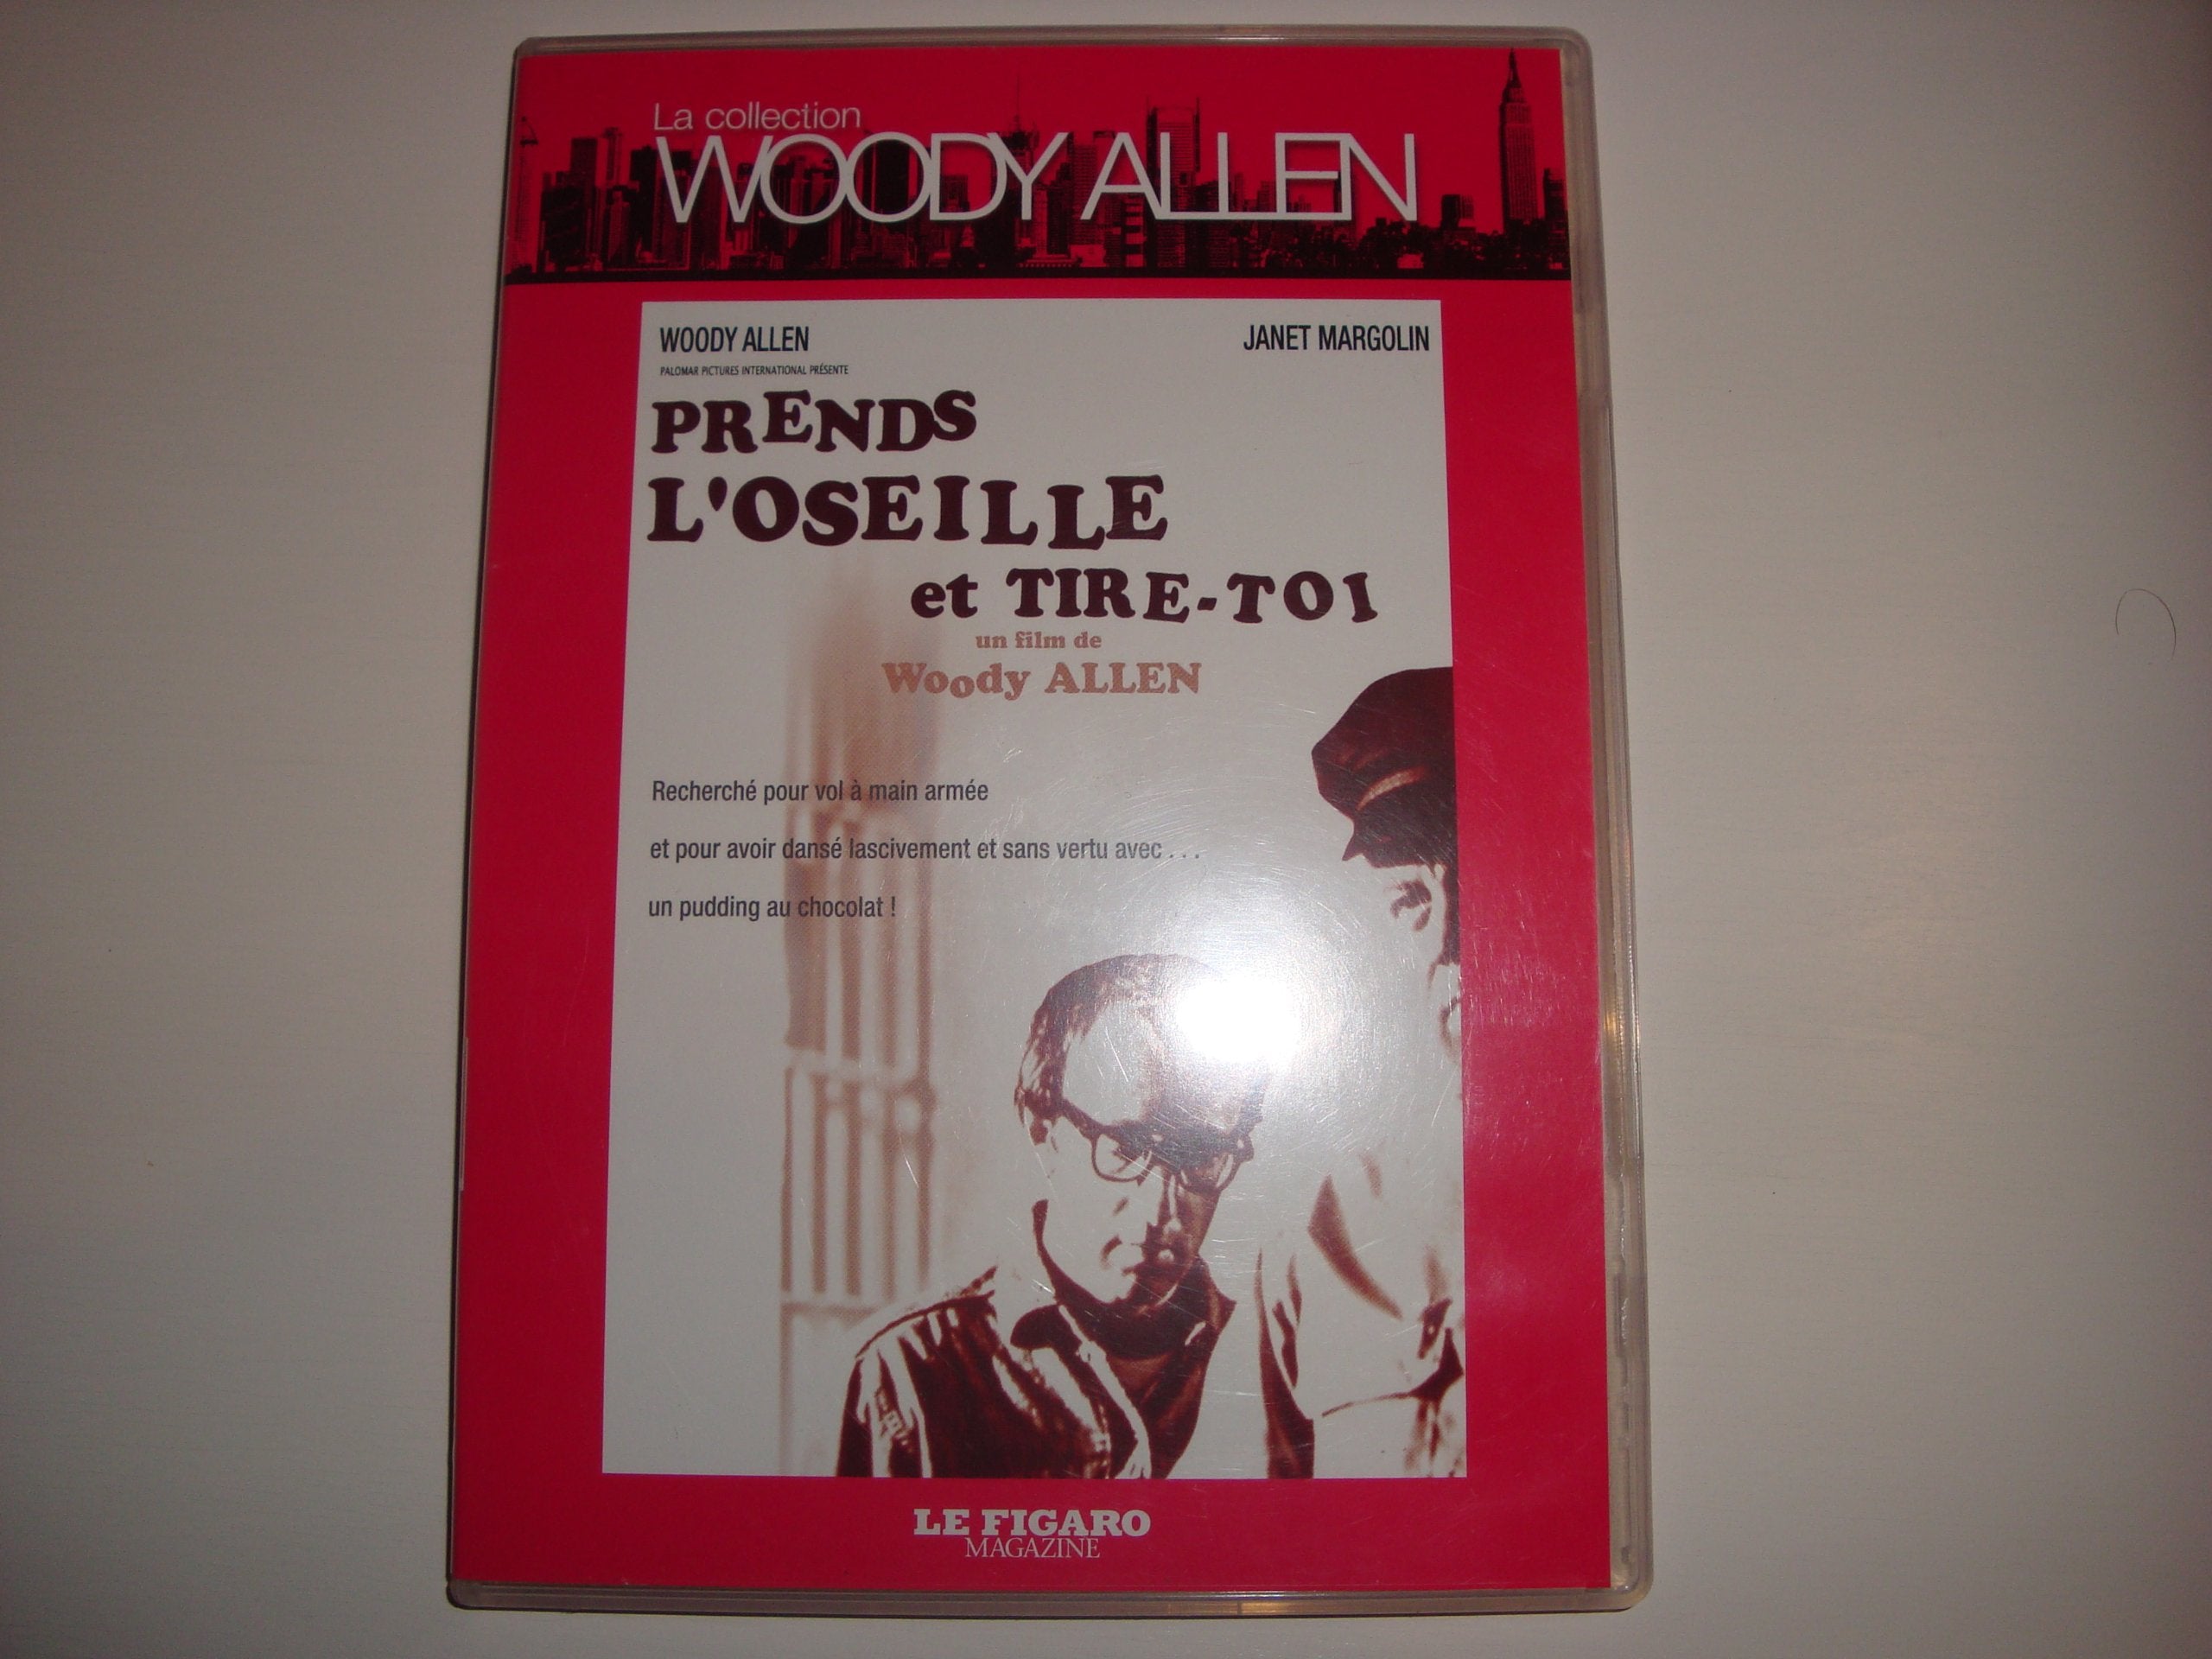 La collection
WOODY ALLEN
WOODY ALLEN
JANET MARGOLIN
PALOMAR PICTURES INTERNATIONAL PRÉSENTE
PRENDS
L'OSEILLE
et TIRE-TOI
un film de
Woody ALLEN
Recherché pour vol à main armée
et pour avoir dansé lascivement et sans vertu avec . . .
un pudding au chocolat !
LE FIGARO
MAGAZINE